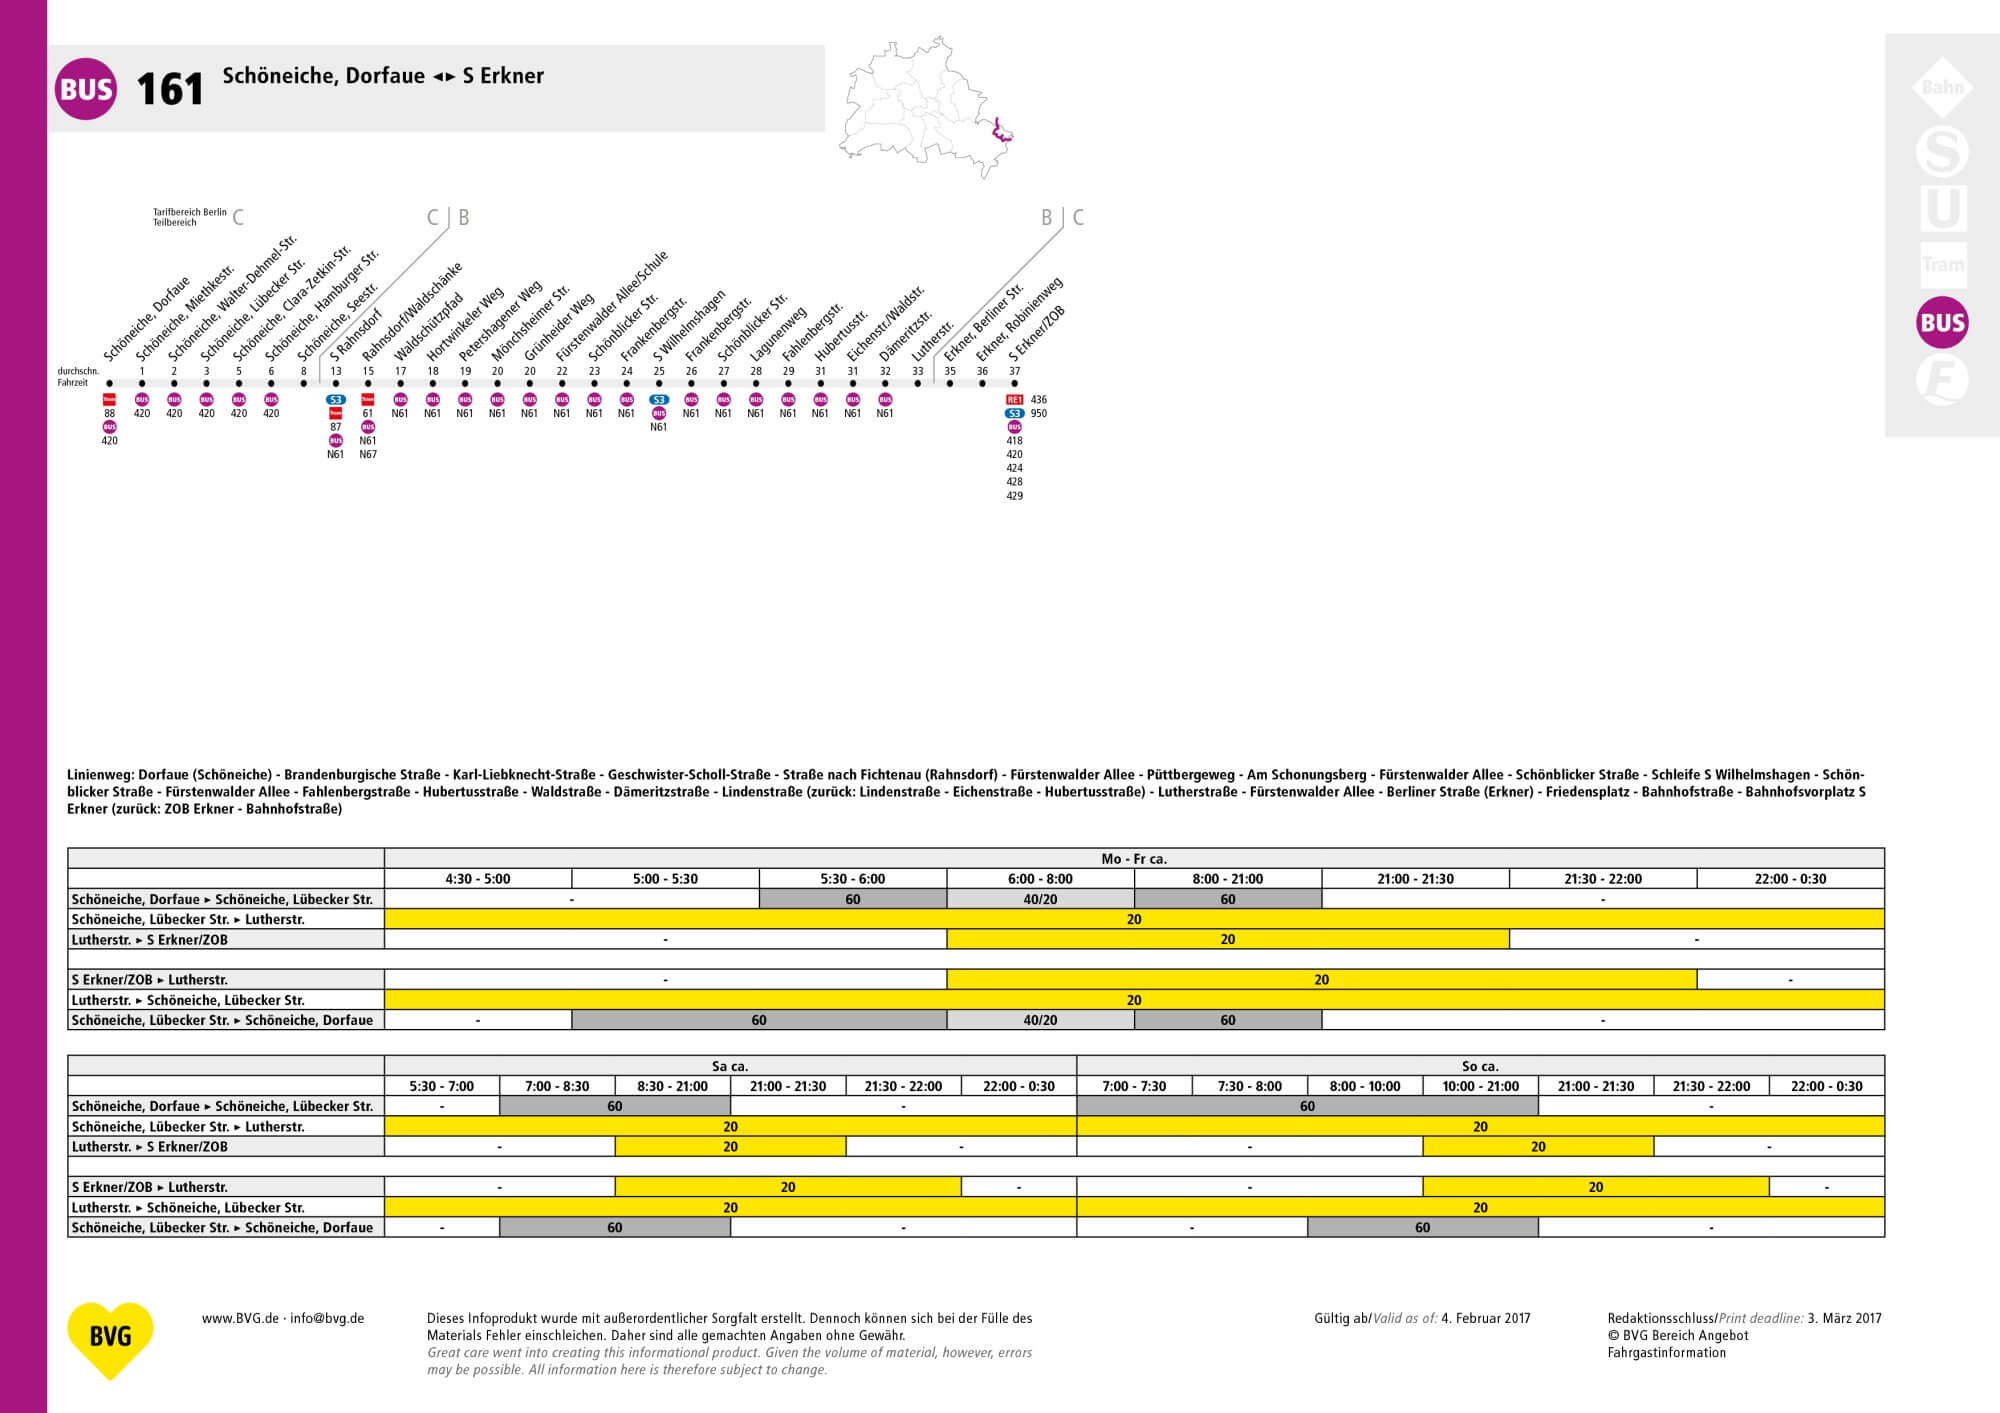 BUS 161 Schöneiche, Dorfaue ◄► S Erkner
Bahn
S
U
Tram
BUS
F
Tarifbereich Berlin
Teilbereich
C
C | B
B | C
Schöneiche, Dorfaue
Schöneiche, Miethkestr.
Schöneiche, Walter-Dehmel-Str.
Schöneiche, Lübecker Str.
Schöneiche, Clara-Zetkin-Str.
Schöneiche, Hamburger Str.
Schöneiche, Seestr.
S Rahnsdorf
Rahnsdorf/Waldschänke
Waldschützpfad
Hortwinkeler Weg
Petershagener Weg
Mönchsheimer Str.
Grünheider Weg
Fürstenwalder Allee/Schule
Schönblicker Str.
Frankenbergstr.
S Wilhelmshagen
Frankenbergstr.
Schönblicker Str.
Lagunenweg
Fahlenbergstr.
Hubertusstr.
Eichenstr./Waldstr.
Dämeritzstr.
Lutherstr.
Erkner, Berliner Str.
Erkner, Robinienweg
S Erkner/ZOB
durchschn. 1 2 3 5 6 8 13 15 17 18 19 20 20 22 23 24 25 26 27 28 29 31 31 32 33 35 36 37
Fahrzeit
Tram BUS BUS BUS BUS BUS S3 Tram BUS BUS BUS BUS BUS BUS BUS BUS S3 BUS BUS BUS BUS BUS BUS BUS RE1 436
88 420 420 420 420 420 Tram 61 N61 N61 N61 N61 N61 N61 N61 N61 BUS N61 N61 N61 N61 N61 N61 N61 S3 950
BUS 87 BUS N61 BUS
420 BUS N61 418
N61 N67 420
424
428
429
Linienweg: Dorfaue (Schöneiche) - Brandenburgische Straße - Karl-Liebknecht-Straße - Geschwister-Scholl-Straße - Straße nach Fichtenau (Rahnsdorf) - Fürstenwalder Allee - Püttbergeweg - Am Schonungsberg - Fürstenwalder Allee - Schönblicker Straße - Schleife S Wilhelmshagen - Schön-
blicker Straße - Fürstenwalder Allee - Fahlenbergstraße - Hubertusstraße - Waldstraße - Dämeritzstraße - Lindenstraße (zurück: Lindenstraße - Eichenstraße - Hubertusstraße) - Lutherstraße - Fürstenwalder Allee - Berliner Straße (Erkner) - Friedensplatz - Bahnhofstraße - Bahnhofsvorplatz S
Erkner (zurück: ZOB Erkner - Bahnhofstraße)
Mo - Fr ca.
4:30 - 5:00 5:00 - 5:30 5:30 - 6:00 6:00 - 8:00 8:00 - 21:00 21:00 - 21:30 21:30 - 22:00 22:00 - 0:30
Schöneiche, Dorfaue ► Schöneiche, Lübecker Str. - 60 40/20 60 -
Schöneiche, Lübecker Str. ► Lutherstr. 20
Lutherstr. ► S Erkner/ZOB - 20 -
S Erkner/ZOB ► Lutherstr. - 20 -
Lutherstr. ► Schöneiche, Lübecker Str. 20
Schöneiche, Lübecker Str. ► Schöneiche, Dorfaue - 60 40/20 60 -
Sa ca. So ca.
5:30 - 7:00 7:00 - 8:30 8:30 - 21:00 21:00 - 21:30 21:30 - 22:00 22:00 - 0:30 7:00 - 7:30 7:30 - 8:00 8:00 - 10:00 10:00 - 21:00 21:00 - 21:30 21:30 - 22:00 22:00 - 0:30
Schöneiche, Dorfaue ► Schöneiche, Lübecker Str. - 60 - 60 -
Schöneiche, Lübecker Str. ► Lutherstr. 20 20
Lutherstr. ► S Erkner/ZOB - 20 - - 20 -
S Erkner/ZOB ► Lutherstr. - 20 - - 20 -
Lutherstr. ► Schöneiche, Lübecker Str. 20 20
Schöneiche, Lübecker Str. ► Schöneiche, Dorfaue - 60 - - 60 -
BVG
www.BVG.de · info@bvg.de
Dieses Infoprodukt wurde mit außerordentlicher Sorgfalt erstellt. Dennoch können sich bei der Fülle des
Materials Fehler einschleichen. Daher sind alle gemachten Angaben ohne Gewähr.
Great care went into creating this informational product. Given the volume of material, however, errors
may be possible. All information here is therefore subject to change.
Gültig ab/Valid as of: 4. Februar 2017
Redaktionsschluss/Print deadline: 3. März 2017
© BVG Bereich Angebot
Fahrgastinformation